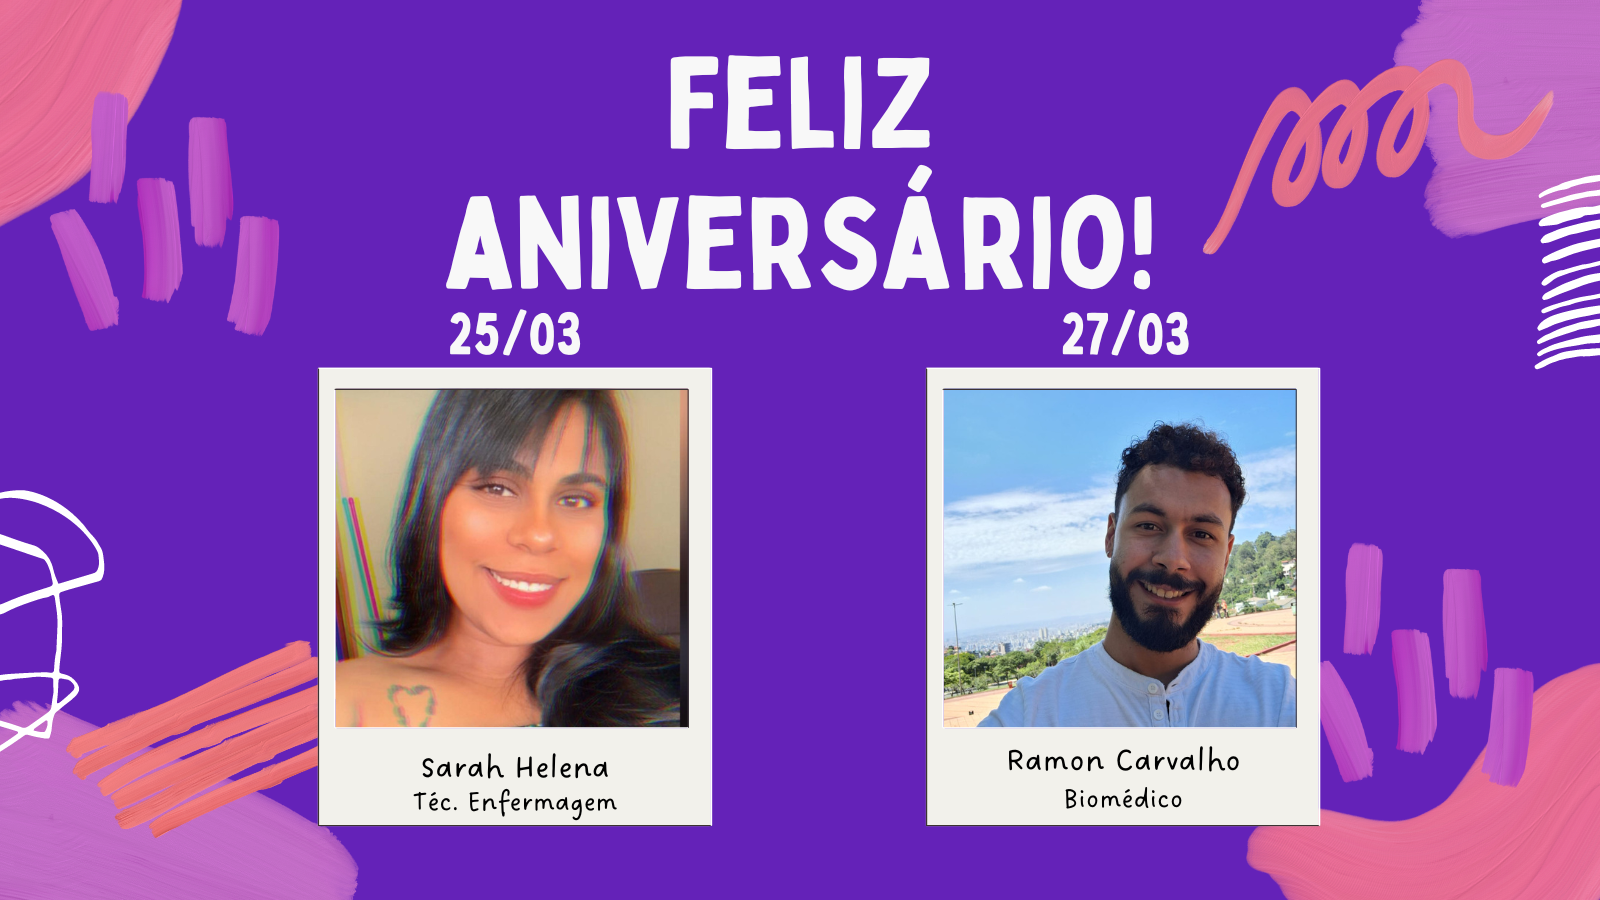 FELIZ
ANIVERSÁRIO!
25/03
27/03
Sarah Helena
Téc. Enfermagem
Ramon Carvalho
Biomédico